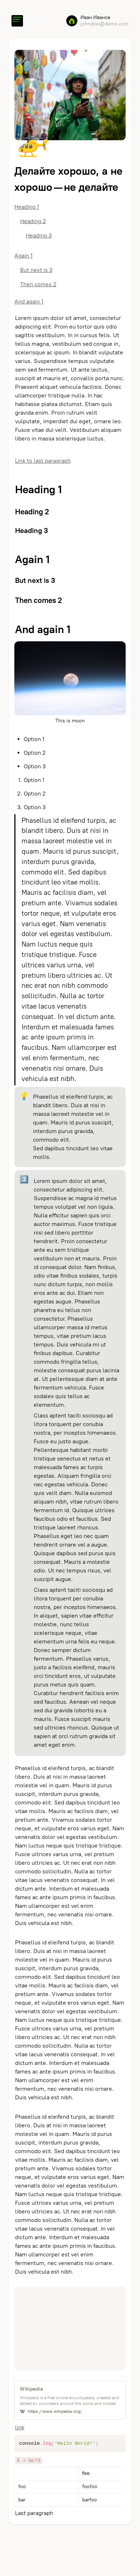 Иван Иванов
johndoe@demo.com
Делайте хорошо, а не
хорошо — не делайте
Heading 1
Heading 2
Heading 3
Again 1
But next is 3
Then comes 2
And again 1
Lorem ipsum dolor sit amet, consectetur
adipiscing elit. Proin eu tortor quis odio
sagittis vestibulum. In cursus felis. Ut
tellus magna, vestibulum sed congue in,
scelerisque ac ipsum. In blandit vulputate
varius. Suspendisse tempus vulputate
est sed fermentum. Ut ante lectus,
suscipit at mauris et, convallis porta nunc.
Praesent aliquet vehicula facilisis. Donec
ullamcorper tristique nulla. In hac
habitasse platea dictumst. Etiam quis
gravida enim. Proin rutrum velit
vulputate, imperdiet dui eget, ornare leo.
Fusce vitae dui velit. Vestibulum aliquam
libero in massa scelerisque luctus.
Link to last paragraph
Heading 1
Heading 2
Heading 3
Again 1
But next is 3
Then comes 2
And again 1
This is moon
Option 1
Option 2
Option 3
1. Option 1
2. Option 2
3. Option 3
Phasellus id eleifend turpis, ac
blandit libero. Duis at nisi in
massa laoreet molestie vel in
quam. Mauris id purus suscipit,
interdum purus gravida,
commodo elit. Sed dapibus
tincidunt leo vitae mollis.
Mauris ac facilisis diam, vel
pretium ante. Vivamus sodales
tortor neque, et vulputate eros
varius eget. Nam venenatis
dolor vel egestas vestibulum.
Nam luctus neque quis
tristique tristique. Fusce
ultrices varius urna, vel
pretium libero ultricies ac. Ut
nec erat non nibh commodo
sollicitudin. Nulla ac tortor
vitae lacus venenatis
consequat. In vel dictum ante.
Interdum et malesuada fames
ac ante ipsum primis in
faucibus. Nam ullamcorper est
vel enim fermentum, nec
venenatis nisi ornare. Duis
vehicula est nibh.
Phasellus id eleifend turpis, ac
blandit libero. Duis at nisi in
massa laoreet molestie vel in
quam. Mauris id purus suscipit,
interdum purus gravida,
commodo elit.
Sed dapibus tincidunt leo vitae
mollis.
Lorem ipsum dolor sit amet,
consectetur adipiscing elit.
Suspendisse ac magna id metus
tempus volutpat vel non ligula.
Nulla efficitur sapien quis orci
auctor maximus. Fusce tristique
nisi sed libero porttitor
hendrerit. Proin consectetur
ante eu sem tristique
vestibulum non et mauris. Proin
id consequat dolor. Nam finibus,
odio vitae finibus sodales, turpis
nunc dictum turpis, non mollis
eros ante ac dui. Etiam non
egestas augue. Phasellus
pharetra eu tellus non
consectetur. Phasellus
ullamcorper massa id metus
tempus, vitae pretium lacus
tempus. Duis vehicula mi ut
finibus dapibus. Curabitur
commodo fringilla tellus,
molestie consequat purus lacinia
at. Ut pellentesque diam at ante
fermentum vehicula. Fusce
sodales quis tellus ac
elementum.
Class aptent taciti sociosqu ad
litora torquent per conubia
nostra, per inceptos himenaeos.
Fusce eu justo augue.
Pellentesque habitant morbi
tristique senectus et netus et
malesuada fames ac turpis
egestas. Aliquam fringilla orci
nec egestas vehicula. Donec
quis velit diam. Nulla euismod
aliquam nibh, vitae rutrum libero
fermentum id. Quisque ultrices
faucibus odio et faucibus. Sed
tristique laoreet rhoncus.
Phasellus eget leo nec quam
hendrerit ornare vel a augue.
Quisque dapibus sed purus quis
consequat. Mauris a molestie
odio. Ut nec tempus risus, vel
suscipit augue.
Class aptent taciti sociosqu ad
litora torquent per conubia
nostra, per inceptos himenaeos.
In aliquet, sapien vitae efficitur
molestie, nunc tellus
scelerisque neque, vitae
elementum urna felis eu neque.
Donec semper dictum
fermentum. Phasellus varius,
justo a facilisis eleifend, mauris
orci tincidunt eros, ut vulputate
purus metus quis quam.
Curabitur hendrerit facilisis enim
sed faucibus. Aenean vel neque
sed dui gravida lobortis eu a
mauris. Fusce suscipit mauris
sed ultricies rhoncus. Quisque ut
sapien at orci rutrum gravida sit
amet eget enim.
Phasellus id eleifend turpis, ac blandit
libero. Duis at nisi in massa laoreet
molestie vel in quam. Mauris id purus
suscipit, interdum purus gravida,
commodo elit. Sed dapibus tincidunt leo
vitae mollis. Mauris ac facilisis diam, vel
pretium ante. Vivamus sodales tortor
neque, et vulputate eros varius eget. Nam
venenatis dolor vel egestas vestibulum.
Nam luctus neque quis tristique tristique.
Fusce ultrices varius urna, vel pretium
libero ultricies ac. Ut nec erat non nibh
commodo sollicitudin. Nulla ac tortor
vitae lacus venenatis consequat. In vel
dictum ante. Interdum et malesuada
fames ac ante ipsum primis in faucibus.
Nam ullamcorper est vel enim
fermentum, nec venenatis nisi ornare.
Duis vehicula est nibh.
Phasellus id eleifend turpis, ac blandit
libero. Duis at nisi in massa laoreet
molestie vel in quam. Mauris id purus
suscipit, interdum purus gravida,
commodo elit. Sed dapibus tincidunt leo
vitae mollis. Mauris ac facilisis diam, vel
pretium ante. Vivamus sodales tortor
neque, et vulputate eros varius eget. Nam
venenatis dolor vel egestas vestibulum.
Nam luctus neque quis tristique tristique.
Fusce ultrices varius urna, vel pretium
libero ultricies ac. Ut nec erat non nibh
commodo sollicitudin. Nulla ac tortor
vitae lacus venenatis consequat. In vel
dictum ante. Interdum et malesuada
fames ac ante ipsum primis in faucibus.
Nam ullamcorper est vel enim
fermentum, nec venenatis nisi ornare.
Duis vehicula est nibh.
Phasellus id eleifend turpis, ac blandit
libero. Duis at nisi in massa laoreet
molestie vel in quam. Mauris id purus
suscipit, interdum purus gravida,
commodo elit. Sed dapibus tincidunt leo
vitae mollis. Mauris ac facilisis diam, vel
pretium ante. Vivamus sodales tortor
neque, et vulputate eros varius eget. Nam
venenatis dolor vel egestas vestibulum.
Nam luctus neque quis tristique tristique.
Fusce ultrices varius urna, vel pretium
libero ultricies ac. Ut nec erat non nibh
commodo sollicitudin. Nulla ac tortor
vitae lacus venenatis consequat. In vel
dictum ante. Interdum et malesuada
fames ac ante ipsum primis in faucibus.
Nam ullamcorper est vel enim
fermentum, nec venenatis nisi ornare.
Duis vehicula est nibh.
Wikipedia
Wikipedia is a free online encyclopedia, created and
edited by volunteers around the world and hosted
W https://www.wikipedia.org/
link
console.log('Hello World!');
E = mc^2
foo
foo foofoo
bar barfoo
Last paragraph